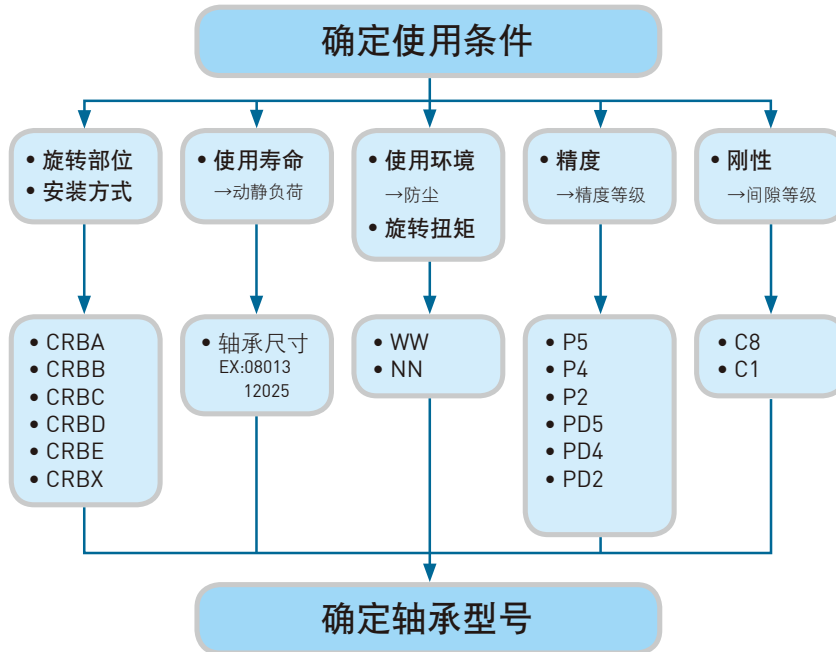 确定使用条件
• 旋转部位
• 安装方式
• 使用寿命
→动静负荷
• 使用环境
→防尘
• 旋转扭矩
• 精度
→精度等级
• 刚性
→间隙等级
• CRBA
• CRBB
• CRBC
• CRBD
• CRBE
• CRBX
• 轴承尺寸
EX:08013
12025
• WW
• NN
• P5
• P4
• P2
• PD5
• PD4
• PD2
• C8
• C1
确定轴承型号